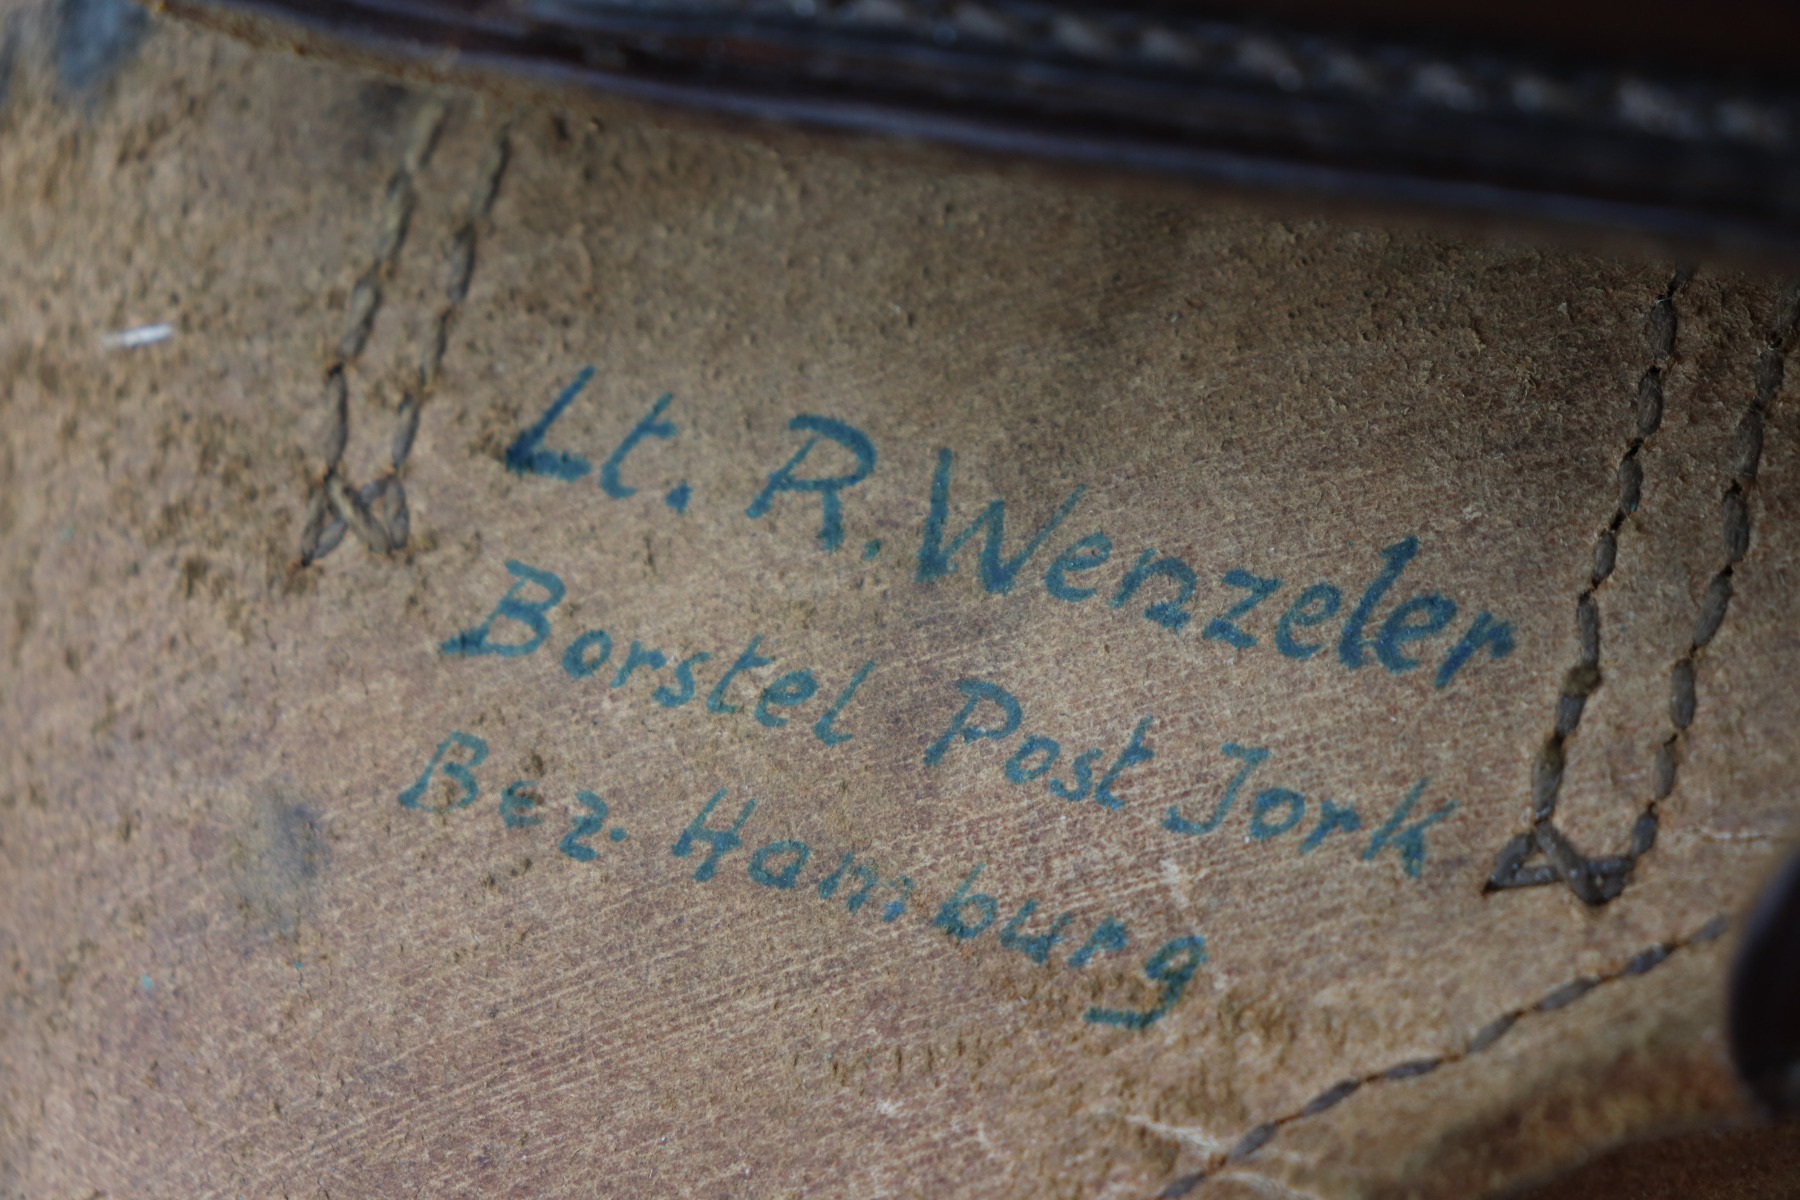 Lt. R. Wenzeler
Borstel Post Jork
Bez. Hamburg